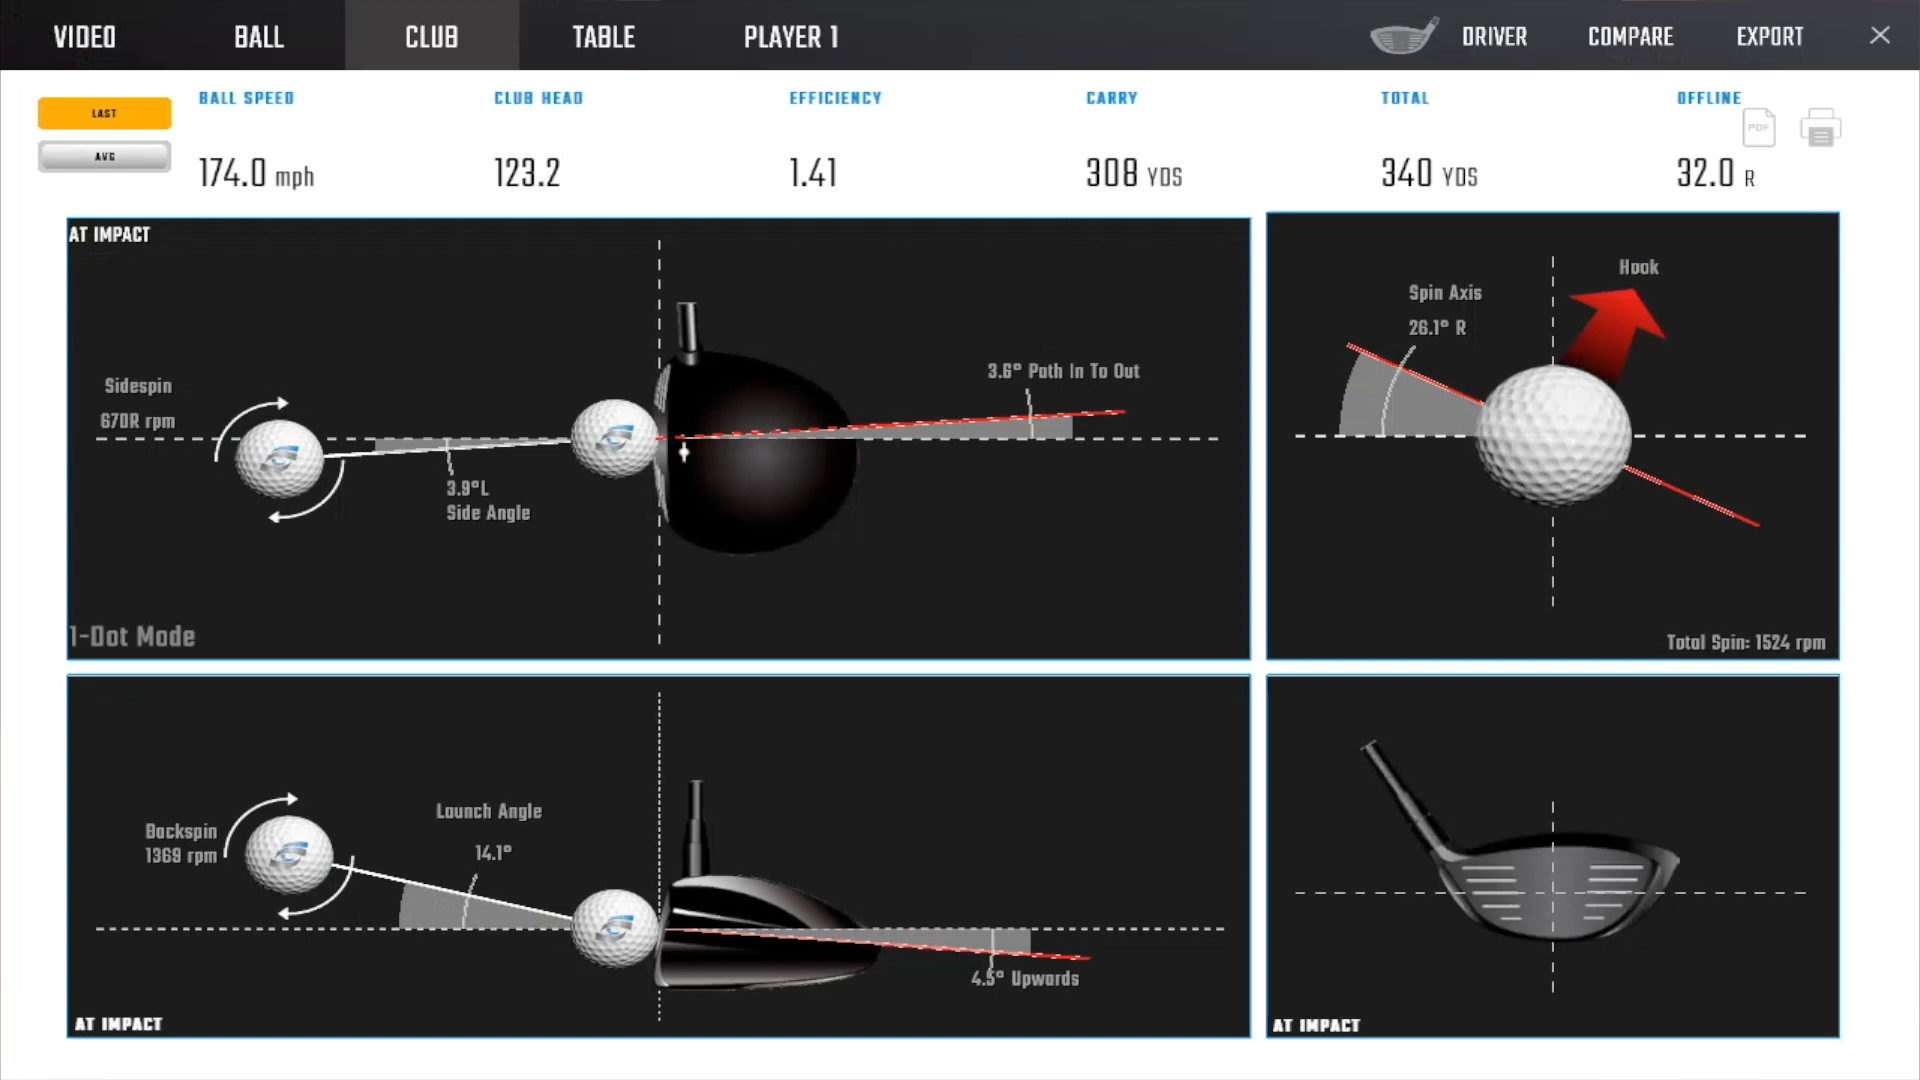 VIDEO
BALL
CLUB
TABLE
PLAYER 1
DRIVER
COMPARE
EXPORT
LAST
AVG
BALL SPEED
174.0 mph
CLUB HEAD
123.2
EFFICIENCY
1.41
CARRY
308 YDS
TOTAL
340 YDS
OFFLINE
32.0 R
PDF
AT IMPACT
Sidespin
670R rpm
3.9°L
Side Angle
3.6° Path In To Out
1-Dot Mode
Hook
Spin Axis
26.1° R
Total Spin: 1524 rpm
Backspin
1369 rpm
Launch Angle
14.1°
4.5° Upwards
AT IMPACT
AT IMPACT